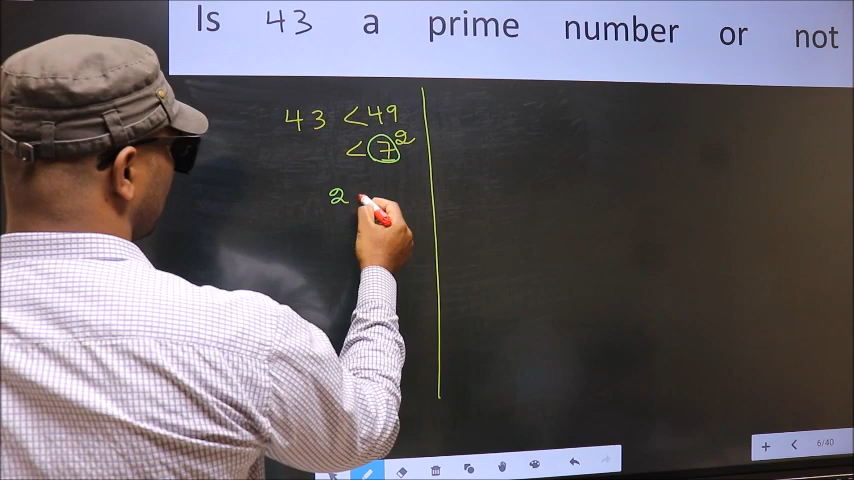 Is 43 a prime number or not
43 < 49
< 7²
2
6/40